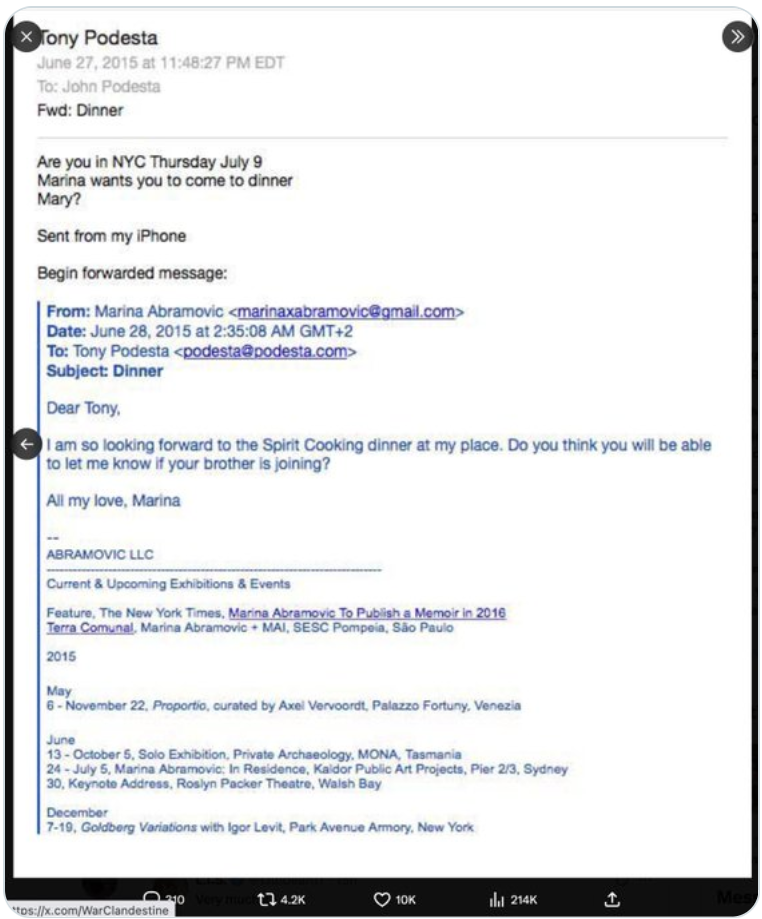 Tony Podesta
June 27, 2015 at 11:48:27 PM EDT
To: John Podesta
Fwd: Dinner
Are you in NYC Thursday July 9
Marina wants you to come to dinner
Mary?
Sent from my iPhone
Begin forwarded message:
From: Marina Abramovic <marinaxabramovic@gmail.com>
Date: June 28, 2015 at 2:35:08 AM GMT+2
To: Tony Podesta <podesta@podesta.com>
Subject: Dinner
Dear Tony,
I am so looking forward to the Spirit Cooking dinner at my place. Do you think you will be able
to let me know if your brother is joining?
All my love, Marina
--
ABRAMOVIC LLC
Current & Upcoming Exhibitions & Events
Feature, The New York Times, Marina Abramovic To Publish a Memoir in 2016
Terra Comunal, Marina Abramovic + MAI, SESC Pompeia, São Paulo
2015
May
6 - November 22, Proportio, curated by Axel Vervoordt, Palazzo Fortuny, Venezia
June
13 - October 5, Solo Exhibition, Private Archaeology, MONA, Tasmania
24 - July 5, Marina Abramovic: In Residence, Kaldor Public Art Projects, Pier 2/3, Sydney
30, Keynote Address, Roslyn Packer Theatre, Walsh Bay
December
7-19, Goldberg Variations with Igor Levit, Park Avenue Armory, New York
310 4.2K 10K 214K
ttps://x.com/WarClandestine